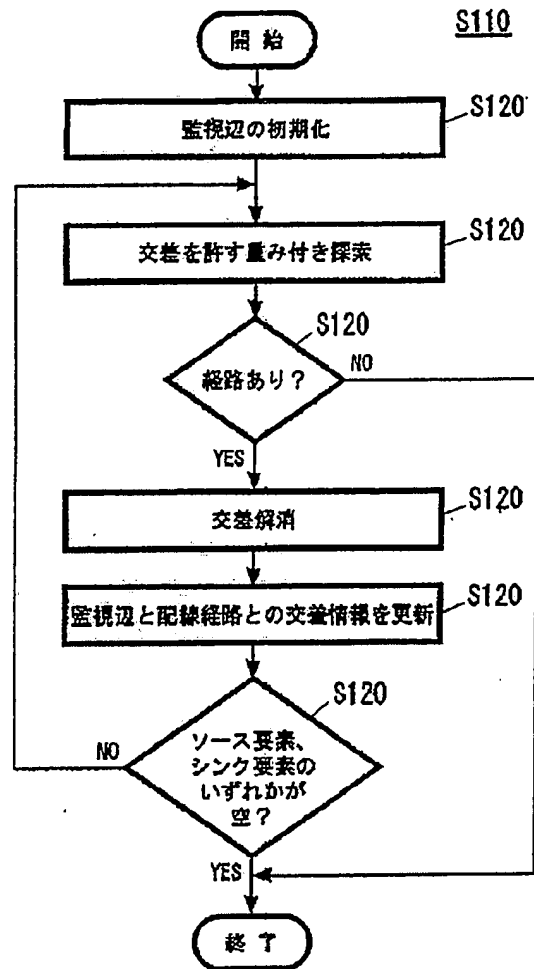 S110
開始
S120
監視辺の初期化
S120
交差を許す重み付き探索
S120
経路あり？
NO
YES
S120
交差解消
S120
監視辺と配線経路との交差情報を更新
S120
ソース要素、
シンク要素の
いずれかが
空？
NO
YES
終了